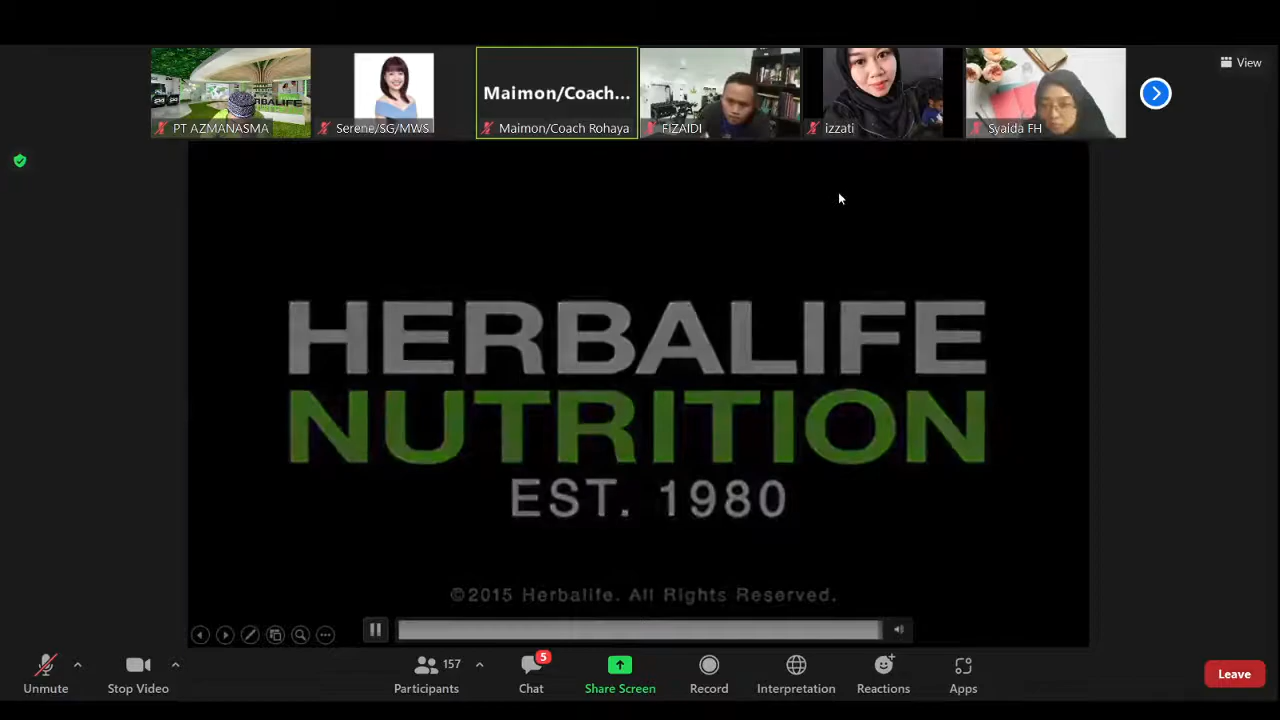 View
Maimon/Coach...
HERBALIFE
PT AZMANASMA
Serene/SG/MWS
Maimon/Coach Rohaya
FIZAIDI
izzati
Syaida FH
HERBALIFE
NUTRITION
EST. 1980
©2015 Herbalife. All Rights Reserved.
157
5
Unmute
Stop Video
Participants
Chat
Share Screen
Record
Interpretation
Reactions
Apps
Leave